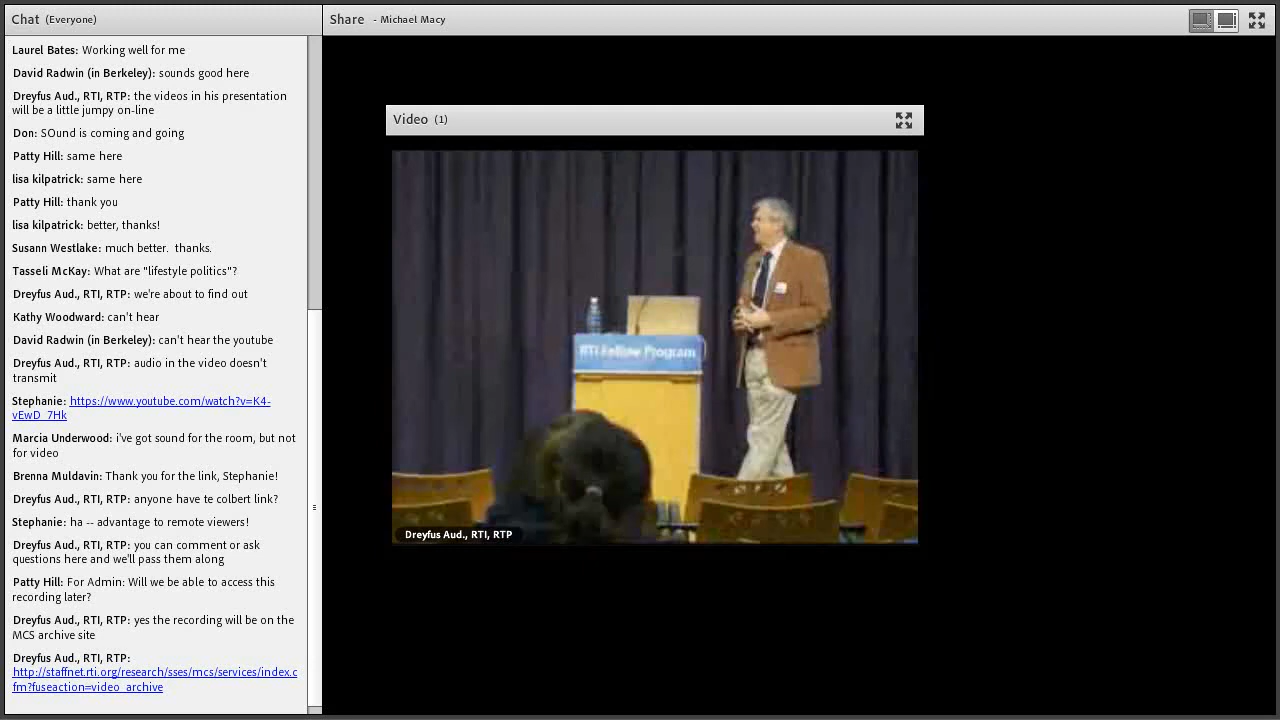 Chat (Everyone)
Laurel Bates: Working well for me
David Radwin (in Berkeley): sounds good here
Dreyfus Aud., RTI, RTP: the videos in his presentation
will be a little jumpy on-line
Don: SOund is coming and going
Patty Hill: same here
lisa kilpatrick: same here
Patty Hill: thank you
lisa kilpatrick: better, thanks!
Susann Westlake: much better.  thanks.
Tasseli McKay: What are "lifestyle politics"?
Dreyfus Aud., RTI, RTP: we're about to find out
Kathy Woodward: can't hear
David Radwin (in Berkeley): can't hear the youtube
Dreyfus Aud., RTI, RTP: audio in the video doesn't
transmit
Stephanie: https://www.youtube.com/watch?v=K4-
vEwD_7Hk
Marcia Underwood: i've got sound for the room, but not
for video
Brenna Muldavin: Thank you for the link, Stephanie!
Dreyfus Aud., RTI, RTP: anyone have te colbert link?
Stephanie: ha -- advantage to remote viewers!
Dreyfus Aud., RTI, RTP: you can comment or ask
questions here and we'll pass them along
Patty Hill: For Admin: Will we be able to access this
recording later?
Dreyfus Aud., RTI, RTP: yes the recording will be on the
MCS archive site
Dreyfus Aud., RTI, RTP:
http://staffnet.rti.org/research/sses/mcs/services/index.c
fm?fuseaction=video_archive
Share - Michael Macy
Video (1)
RTI Fellow Program
Dreyfus Aud., RTI, RTP